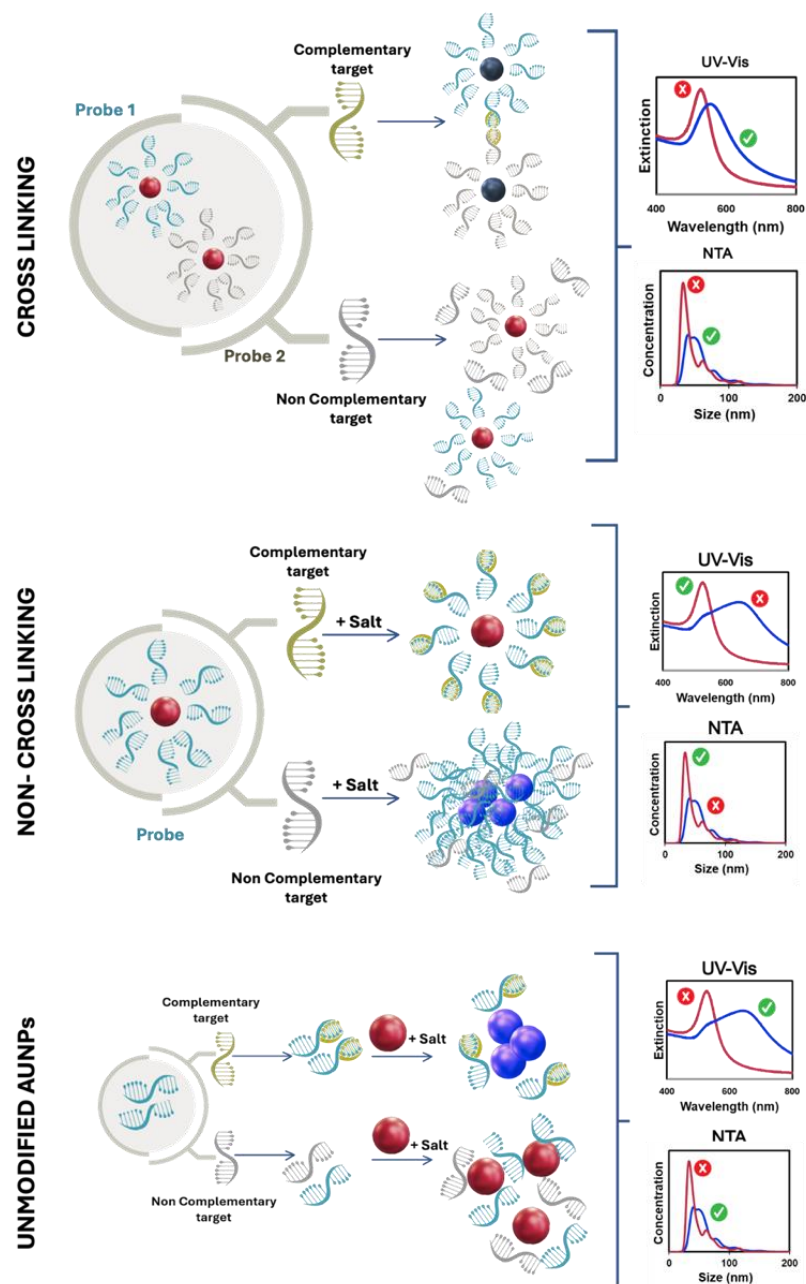 CROSS LINKING
Probe 1
Probe 2
Complementary
target
Non Complementary
target
UV-Vis
Extinction
400 600 800
Wavelength (nm)
NTA
Concentration
0 100 200
Size (nm)
NON- CROSS LINKING
Probe
Complementary
target
+ Salt
+ Salt
Non Complementary
target
UV-Vis
Extinction
400 600 800
Wavelength (nm)
NTA
Concentration
0 100 200
Size (nm)
UNMODIFIED AUNPs
Complementary
target
+ Salt
+ Salt
Non Complementary
target
UV-Vis
Extinction
400 600 800
Wavelength (nm)
NTA
Concentration
0 100 200
Size (nm)